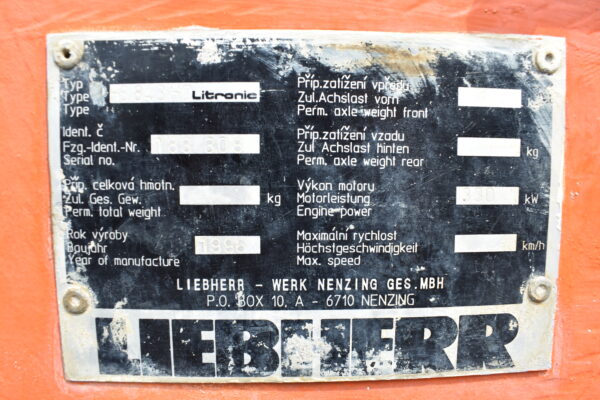 Typ
Type Litronic
Type
Ident. č
Fzg.-Ident.-Nr.
Serial no.
Příp. celková hmotn.
Zul. Ges. Gew. kg
Perm. total weight
Rok výroby
Baujahr 1996
Year of manufacture
Příp. zatížení vpředu
Zul. Achslast vorn
Perm. axle weight front
Příp. zatížení vzadu
Zul Achslast hinten kg
Perm. axle weight rear
Výkon motoru
Motorleistung kW
Engine power
Maximální rychlost
Höchstgeschwindigkeit km/h
Max. speed
LIEBHERR - WERK NENZING GES. MBH
P.O. BOX 10, A - 6710 NENZING
LIEBHERR